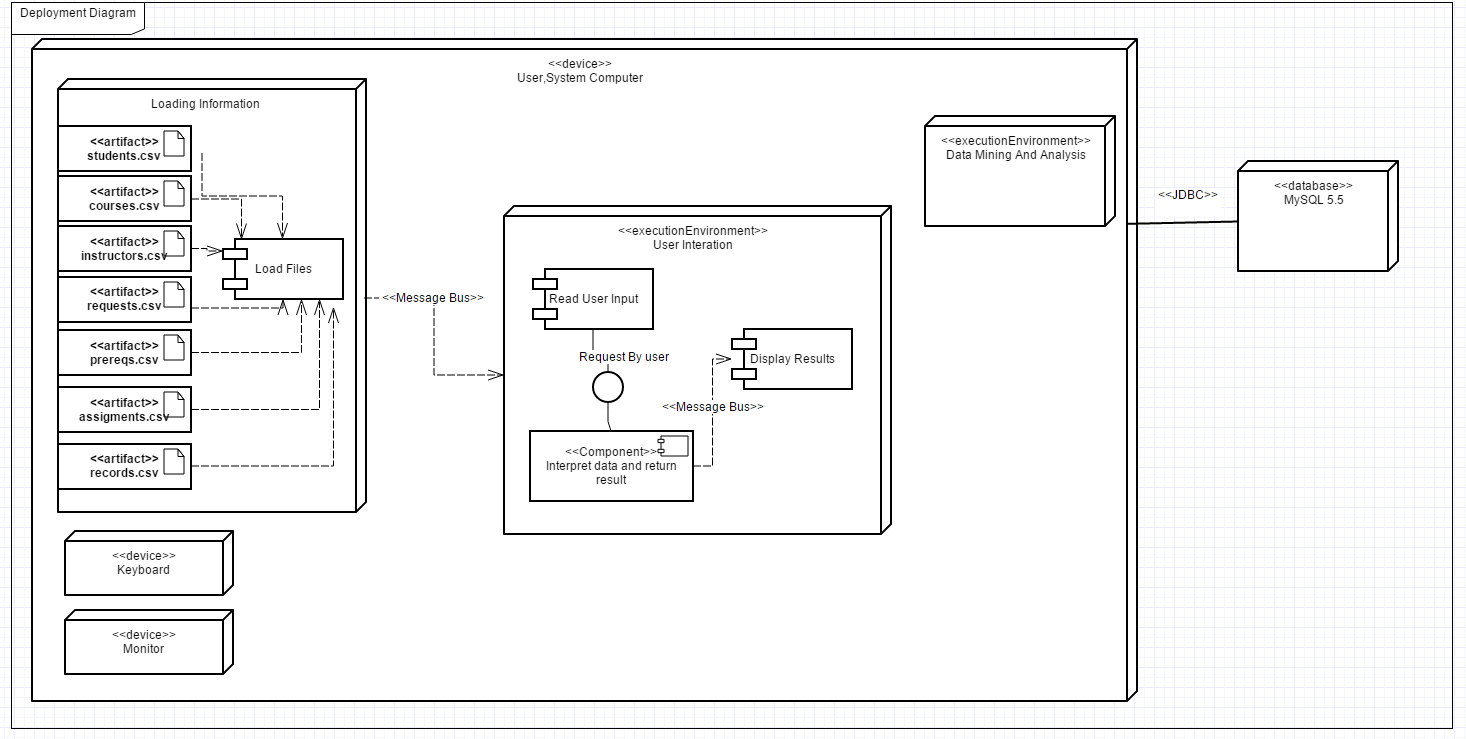 Deployment Diagram
<<device>>
User,System Computer
Loading Information
<<artifact>>
students.csv
<<artifact>>
courses.csv
<<artifact>>
instructors.csv
<<artifact>>
requests.csv
<<artifact>>
prereqs.csv
<<artifact>>
assigments.csv
<<artifact>>
records.csv
Load Files
<<Message Bus>>
<<executionEnvironment>>
User Interation
Read User Input
Request By user
Display Results
<<Message Bus>>
<<Component>>
Interpret data and return
result
<<executionEnvironment>>
Data Mining And Analysis
<<JDBC>>
<<database>>
MySQL 5.5
<<device>>
Keyboard
<<device>>
Monitor